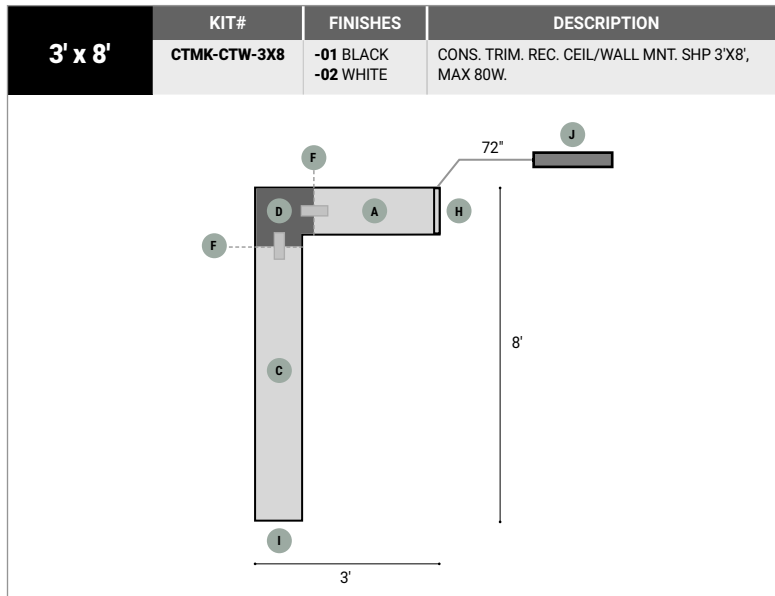 3' x 8'
KIT# FINISHES DESCRIPTION
CTMK-CTW-3X8 -01 BLACK CONS. TRIM. REC. CEIL/WALL MNT. SHP 3'X8',
-02 WHITE MAX 80W.
J
72"
F
D A H
F
8'
C
I
3'